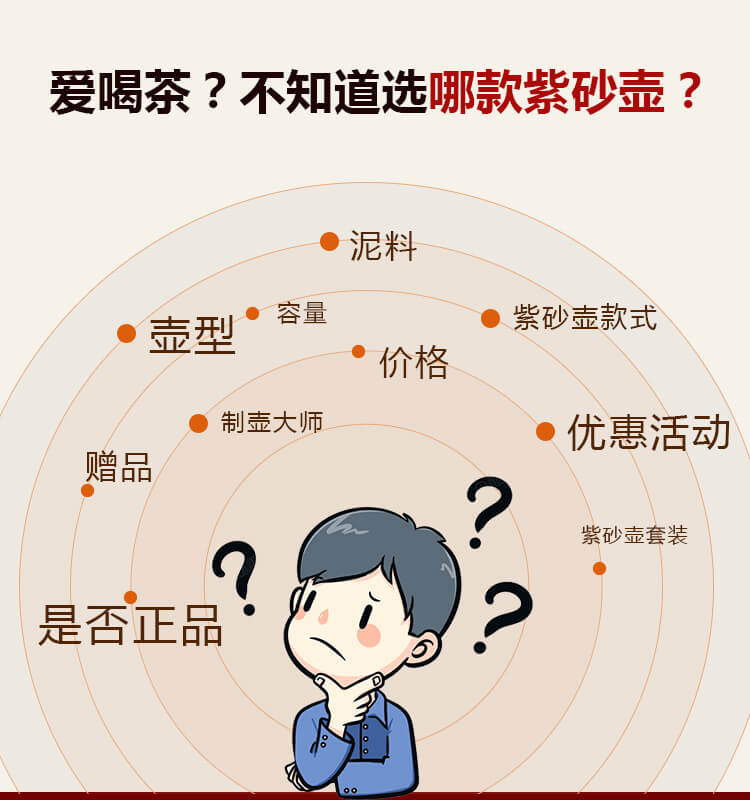 爱喝茶？不知道选哪款紫砂壶？
泥料
容量
紫砂壶款式
壶型
价格
制壶大师
优惠活动
赠品
紫砂壶套装
是否正品